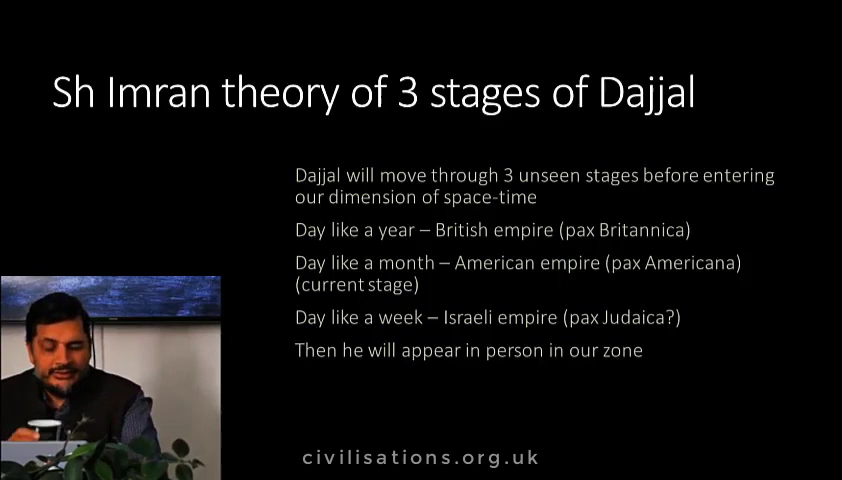 Sh Imran theory of 3 stages of Dajjal
Dajjal will move through 3 unseen stages before entering
our dimension of space-time
Day like a year – British empire (pax Britannica)
Day like a month – American empire (pax Americana)
(current stage)
Day like a week – Israeli empire (pax Judaica?)
Then he will appear in person in our zone
civilisations.org.uk